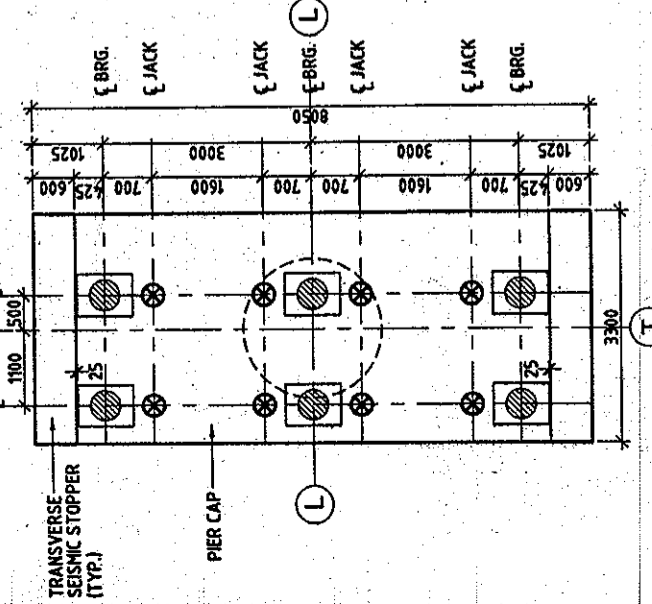 ℄ BRG.
℄ JACK
℄ JACK
℄ BRG.
L
℄ JACK
℄ JACK
℄ BRG.
8050
1025
3000
3000
1025
600
425
700
1600
700
700
1600
700
425
600
500
1100
25
25
3300
TRANSVERSE
SEISMIC STOPPER
(TYP.)
PIER CAP
L
T